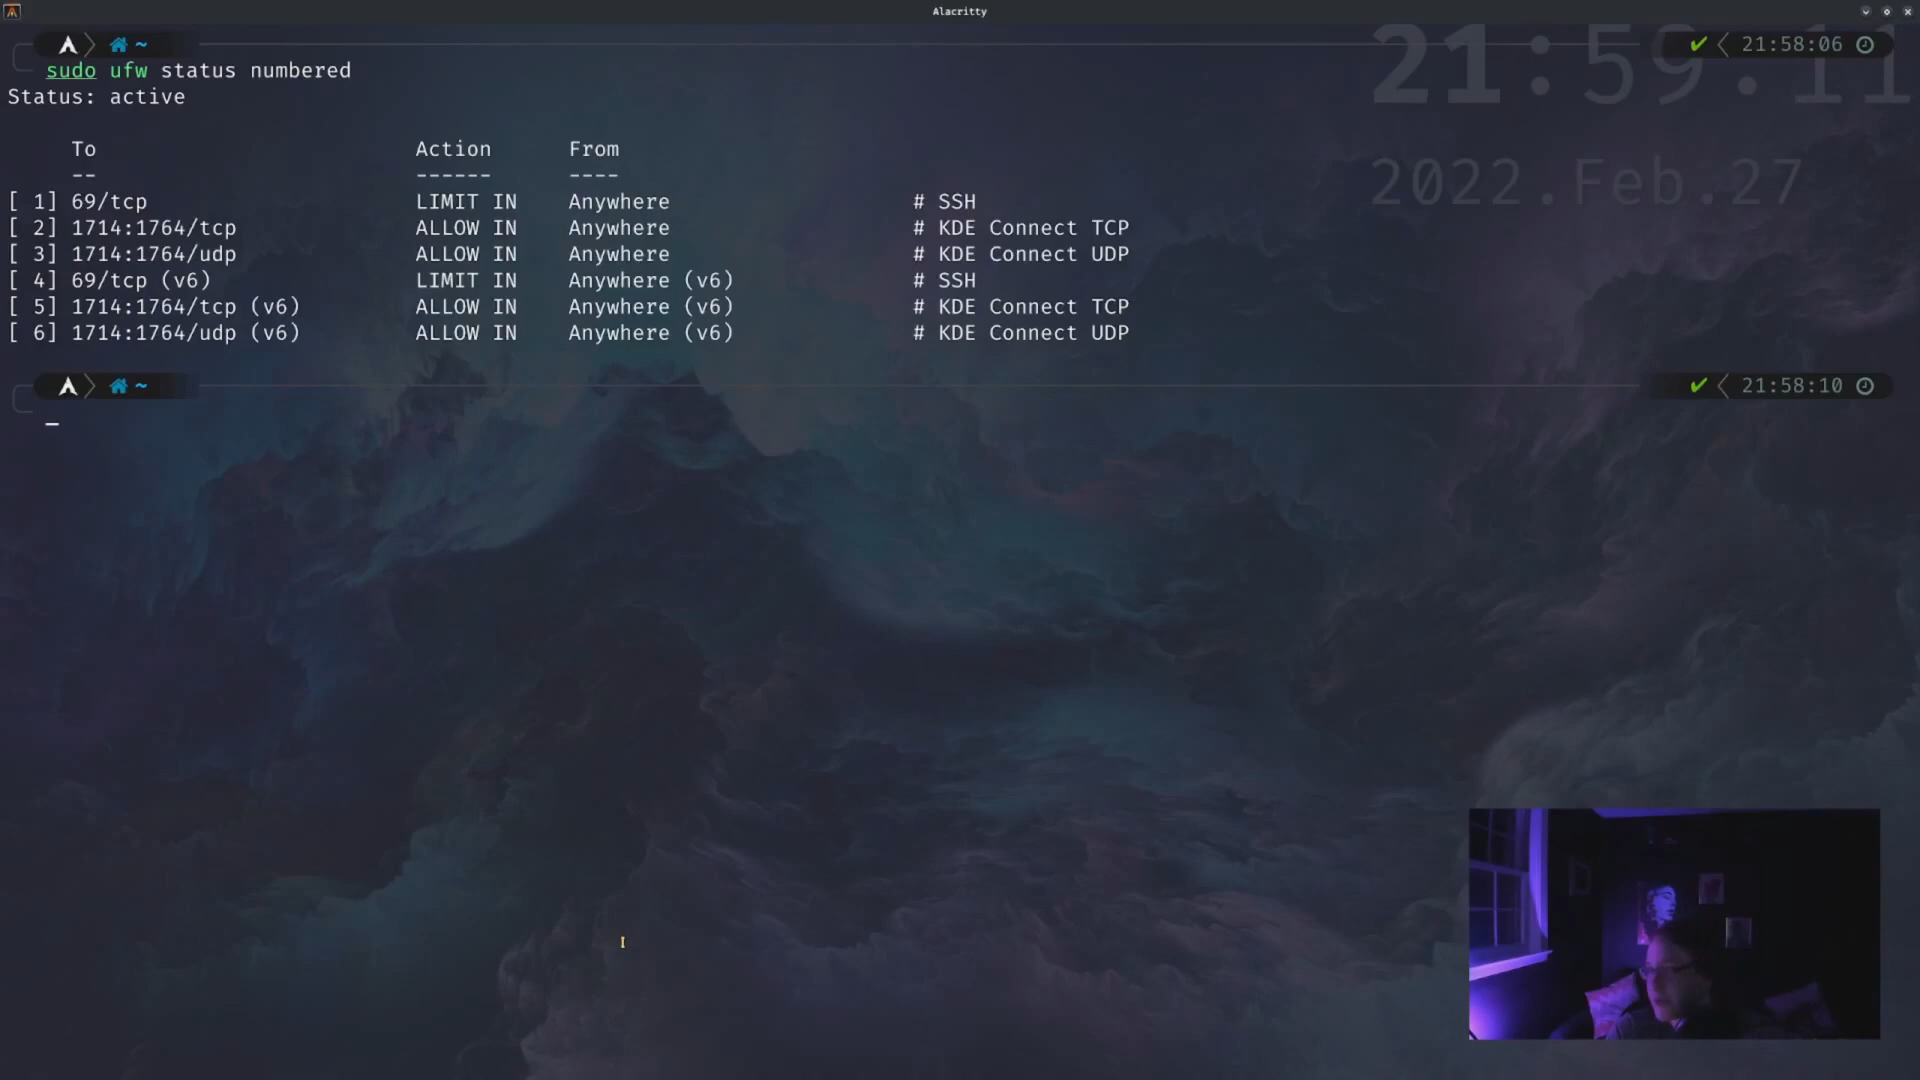 Alacritty
~ 21:58:06
sudo ufw status numbered
Status: active
21:59.11
2022.Feb.27
To Action From
-- ------ ----
[ 1] 69/tcp LIMIT IN Anywhere # SSH
[ 2] 1714:1764/tcp ALLOW IN Anywhere # KDE Connect TCP
[ 3] 1714:1764/udp ALLOW IN Anywhere # KDE Connect UDP
[ 4] 69/tcp (v6) LIMIT IN Anywhere (v6) # SSH
[ 5] 1714:1764/tcp (v6) ALLOW IN Anywhere (v6) # KDE Connect TCP
[ 6] 1714:1764/udp (v6) ALLOW IN Anywhere (v6) # KDE Connect UDP
~ 21:58:10